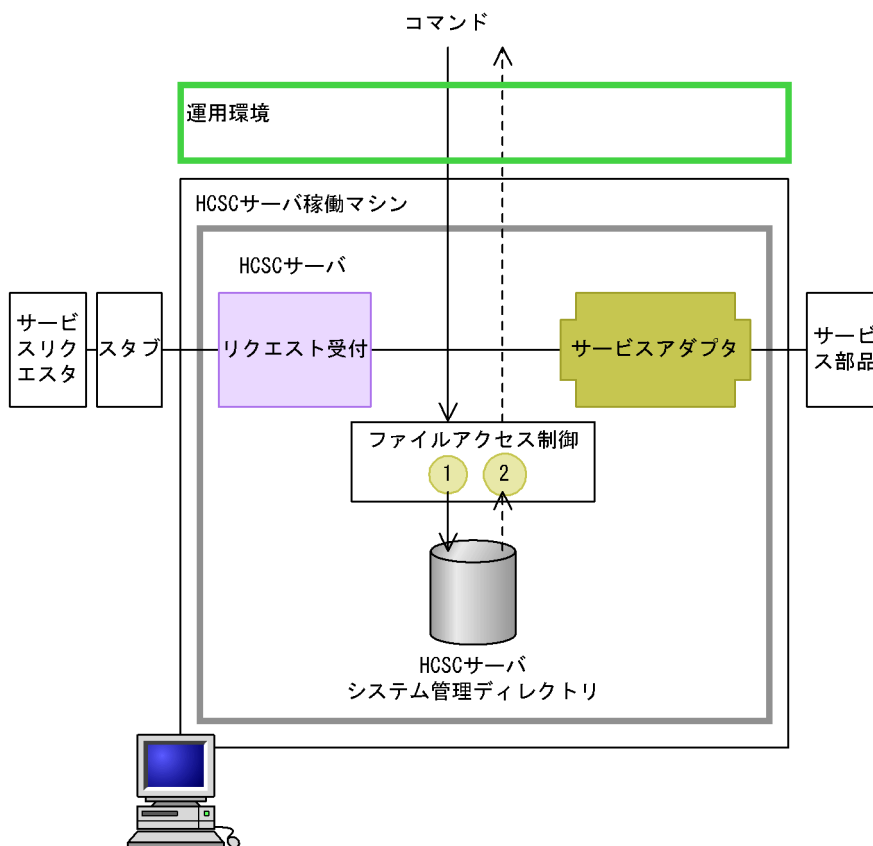 コマンド
運用環境
HCSCサーバ稼働マシン
HCSCサーバ
サービ
スリク
エスタ
スタブ
リクエスト受付
サービスアダプタ
サービ
ス部品
ファイルアクセス制御
1
2
HCSCサーバ
システム管理ディレクトリ